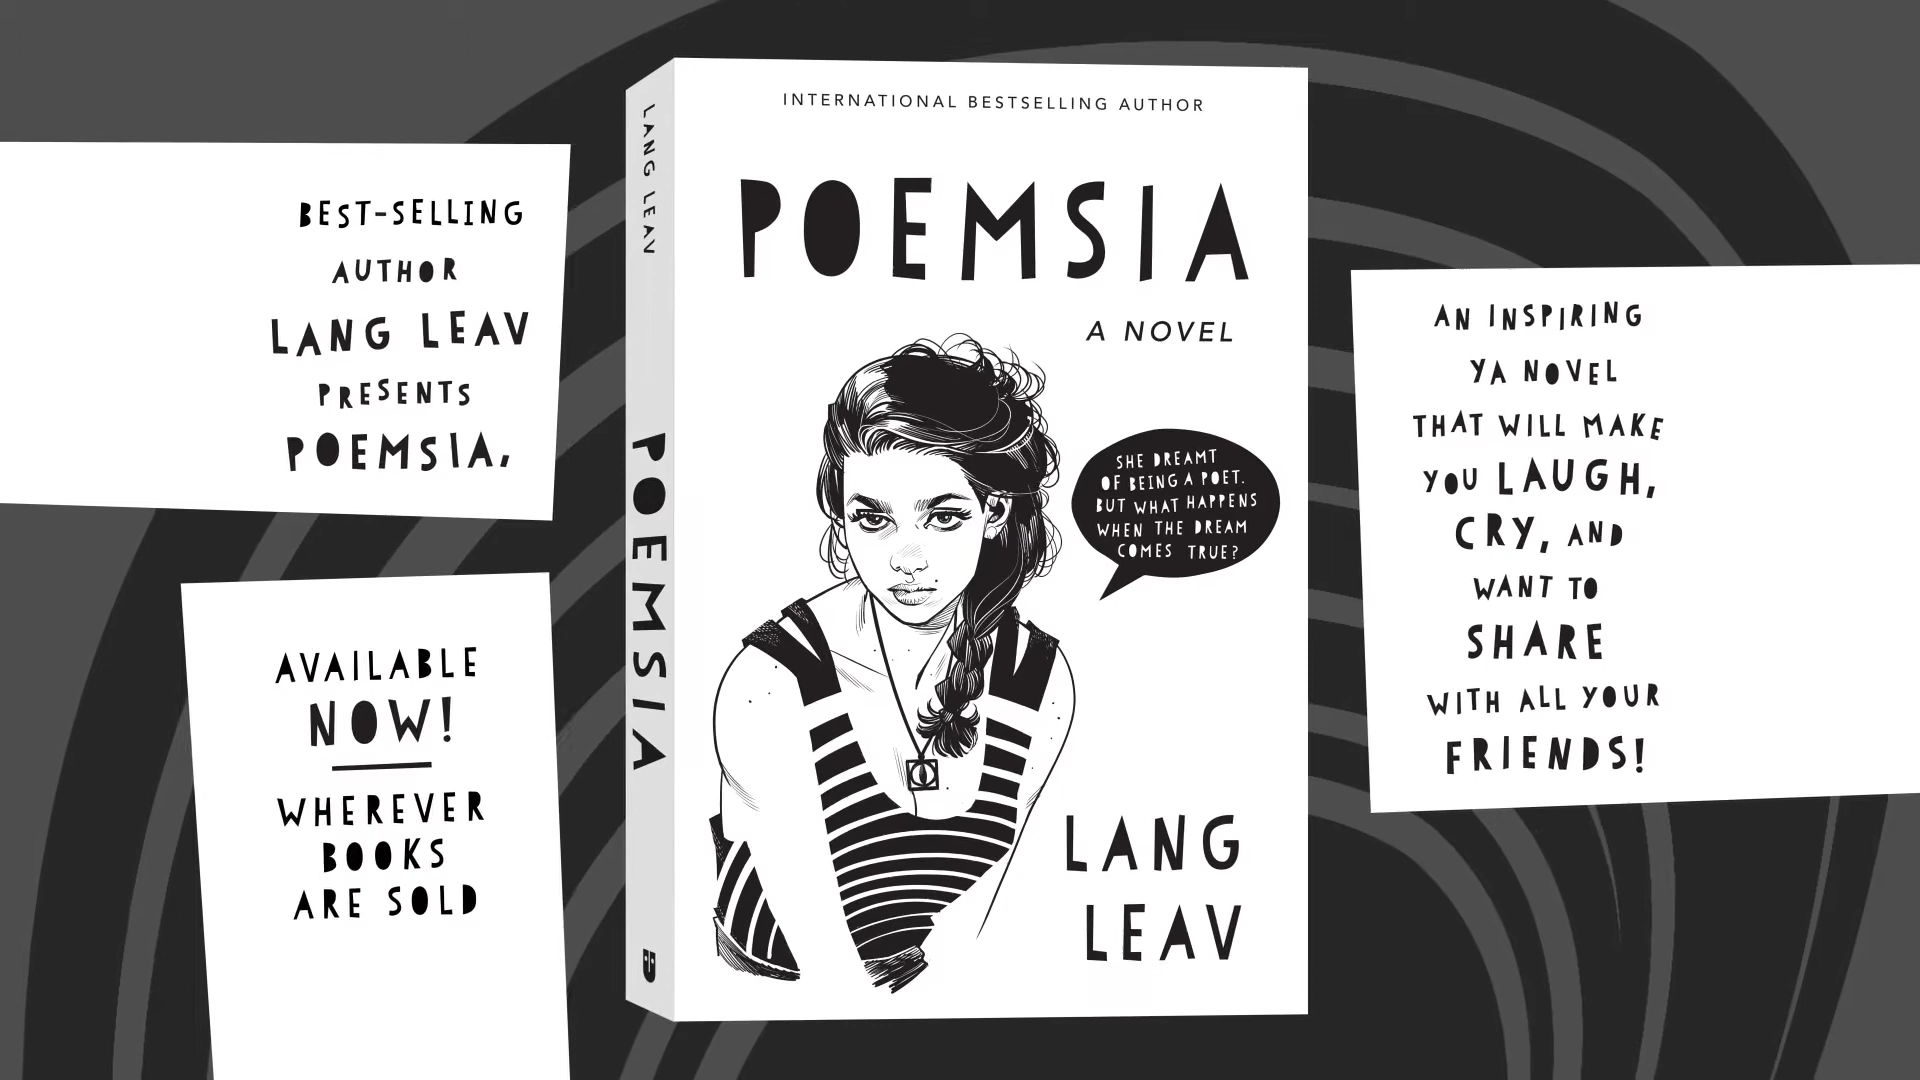 BEST-SELLING
AUTHOR
LANG LEAV
PRESENTS
POEMSIA,
AVAILABLE
NOW!
WHEREVER
BOOKS
ARE SOLD
LANG LEAV
POEMSIA
INTERNATIONAL BESTSELLING AUTHOR
POEMSIA
A NOVEL
SHE DREAMT
OF BEING A POET.
BUT WHAT HAPPENS
WHEN THE DREAM
COMES TRUE?
LANG
LEAV
AN INSPIRING
YA NOVEL
THAT WILL MAKE
YOU LAUGH,
CRY, AND
WANT TO
SHARE
WITH ALL YOUR
FRIENDS!